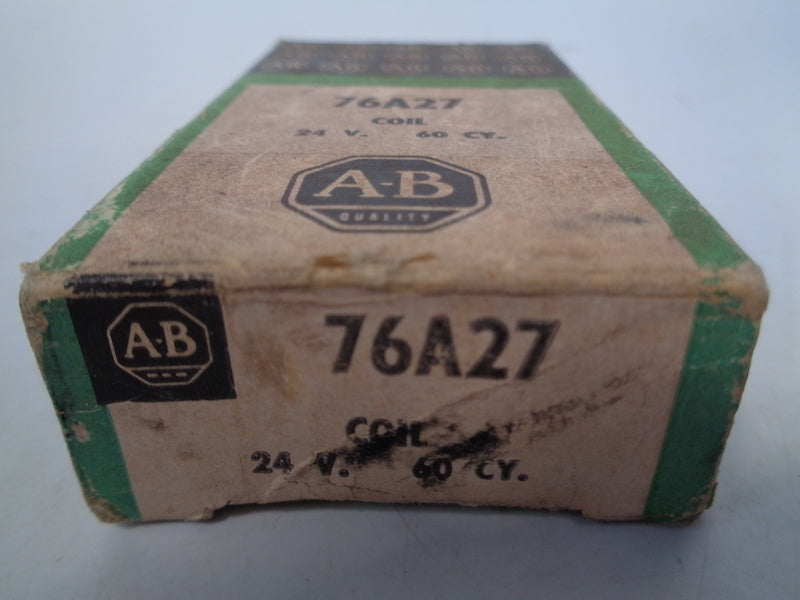 76A27
COIL
24 V. 60 CY.
A-B
QUALITY
A-B
76A27
COIL
24 V. 60 CY.